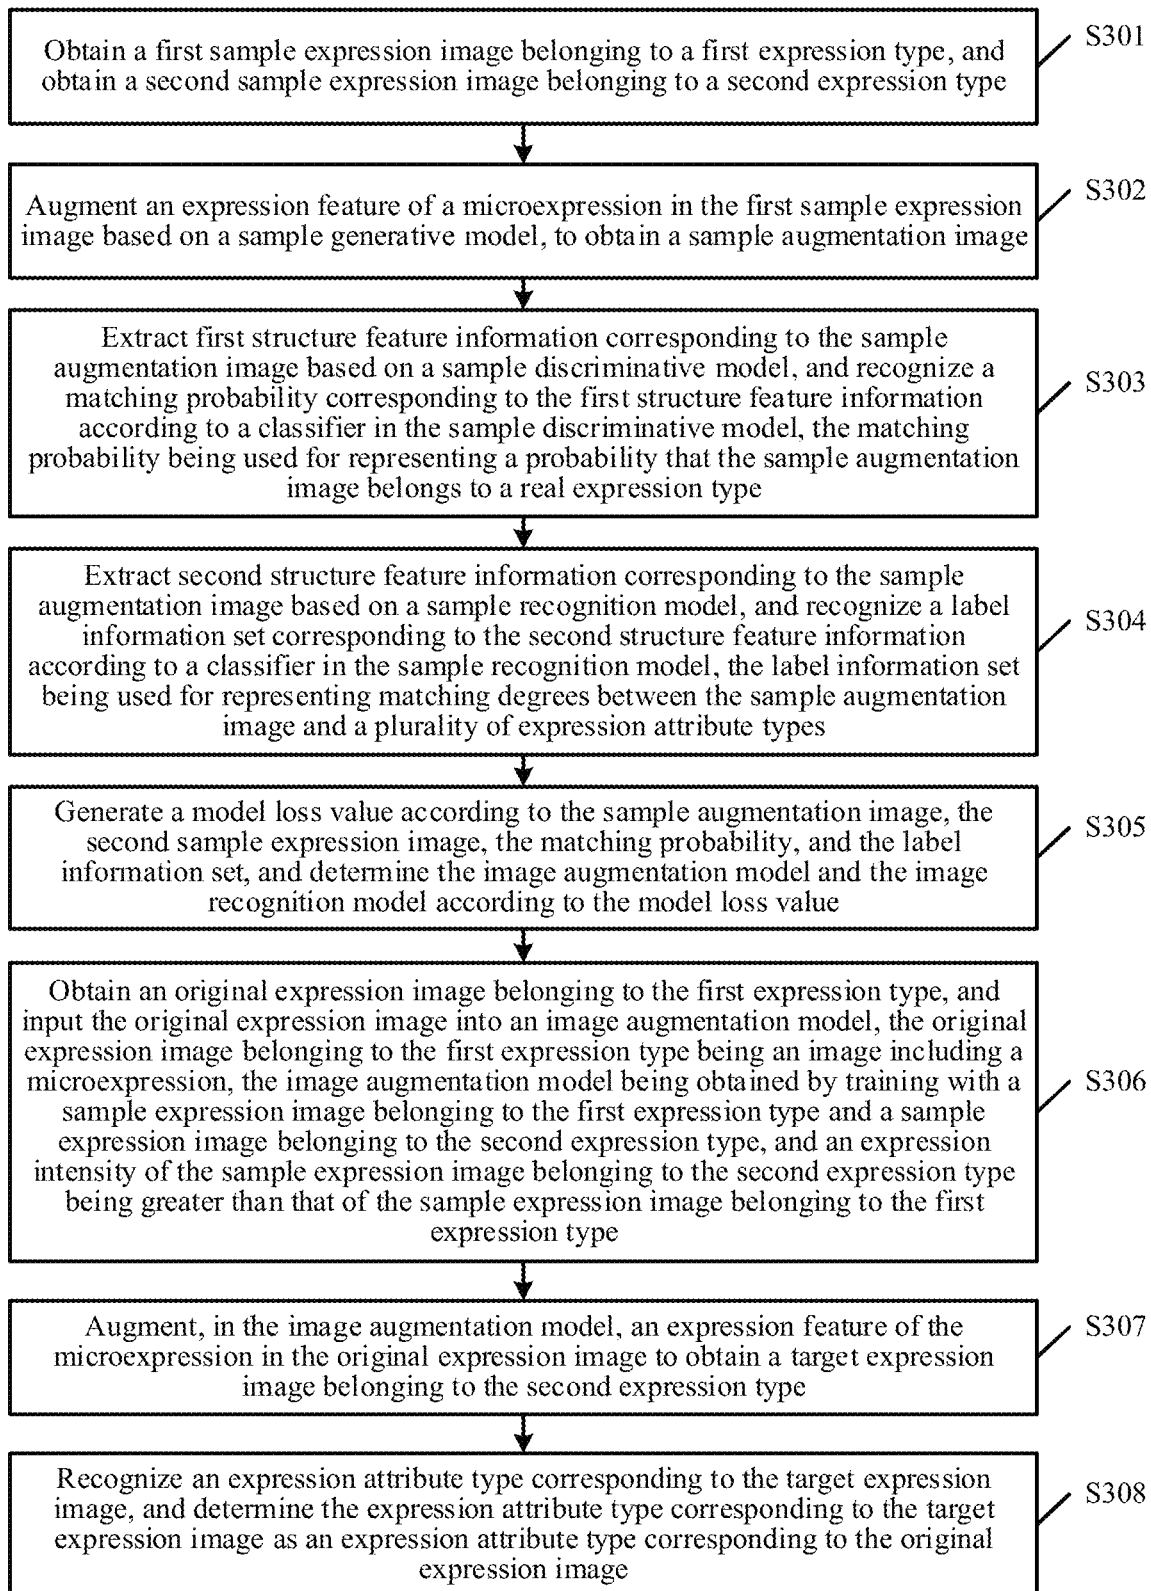 Obtain a first sample expression image belonging to a first expression type, and
obtain a second sample expression image belonging to a second expression type
S301
Augment an expression feature of a microexpression in the first sample expression
image based on a sample generative model, to obtain a sample augmentation image
S302
Extract first structure feature information corresponding to the sample
augmentation image based on a sample discriminative model, and recognize a
matching probability corresponding to the first structure feature information
according to a classifier in the sample discriminative model, the matching
probability being used for representing a probability that the sample augmentation
image belongs to a real expression type
S303
Extract second structure feature information corresponding to the sample
augmentation image based on a sample recognition model, and recognize a label
information set corresponding to the second structure feature information
according to a classifier in the sample recognition model, the label information set
being used for representing matching degrees between the sample augmentation
image and a plurality of expression attribute types
S304
Generate a model loss value according to the sample augmentation image, the
second sample expression image, the matching probability, and the label
information set, and determine the image augmentation model and the image
recognition model according to the model loss value
S305
Obtain an original expression image belonging to the first expression type, and
input the original expression image into an image augmentation model, the original
expression image belonging to the first expression type being an image including a
microexpression, the image augmentation model being obtained by training with a
sample expression image belonging to the first expression type and a sample
expression image belonging to the second expression type, and an expression
intensity of the sample expression image belonging to the second expression type
being greater than that of the sample expression image belonging to the first
expression type
S306
Augment, in the image augmentation model, an expression feature of the
microexpression in the original expression image to obtain a target expression
image belonging to the second expression type
S307
Recognize an expression attribute type corresponding to the target expression
image, and determine the expression attribute type corresponding to the target
expression image as an expression attribute type corresponding to the original
expression image
S308